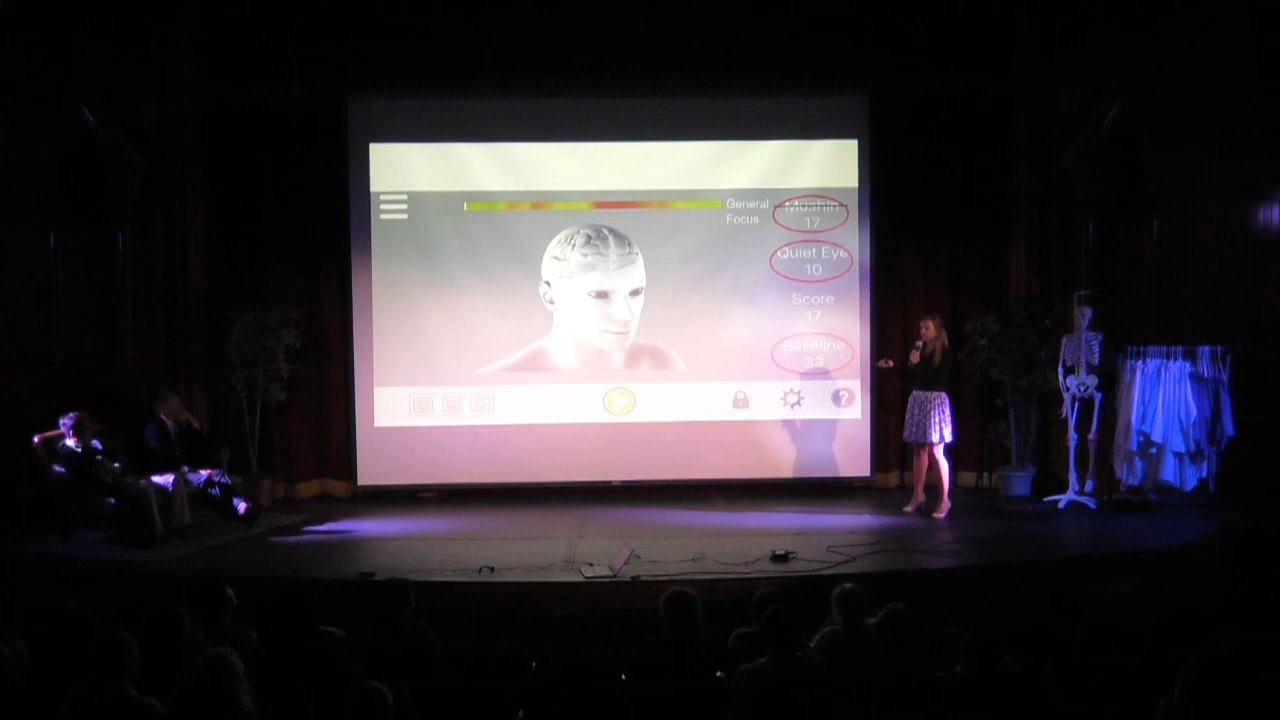 General
Focus
Mushin
17
Quiet Eye
10
Score
17
Baseline
33
?